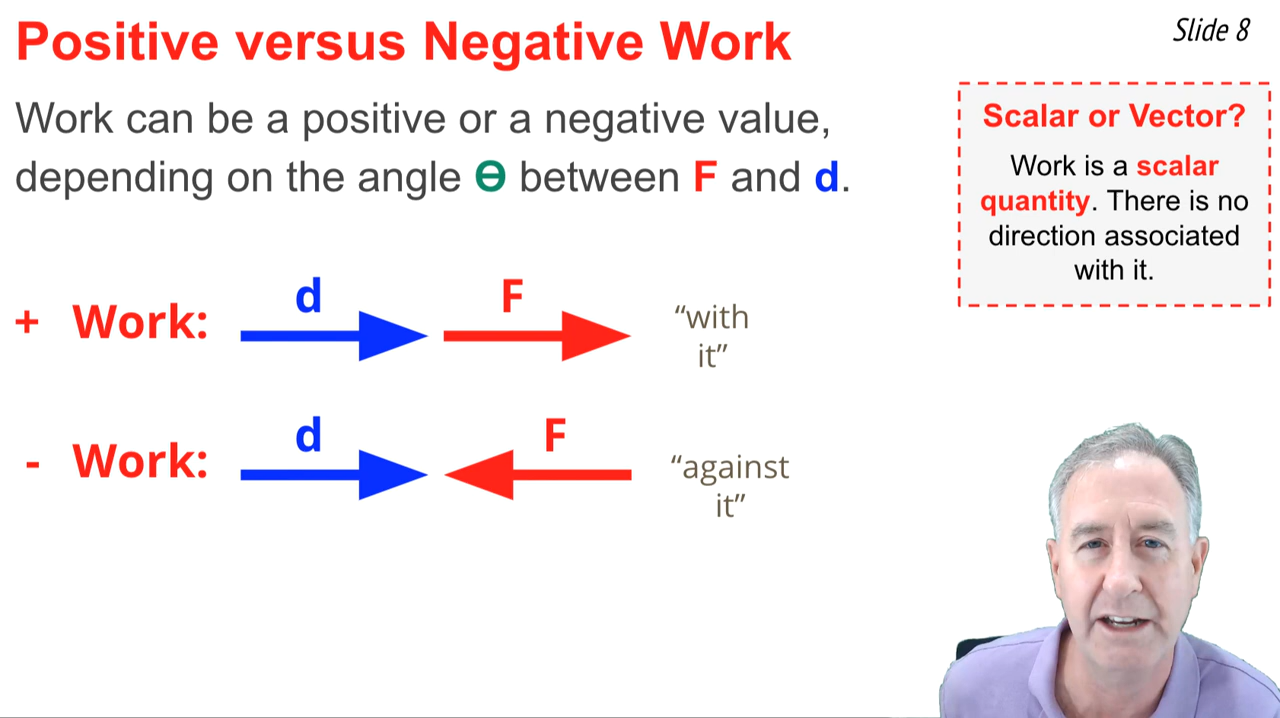 Positive versus Negative Work
Slide 8
Work can be a positive or a negative value,
depending on the angle Ɵ between F and d.
Scalar or Vector?
Work is a scalar
quantity. There is no
direction associated
with it.
+ Work: d F “with
it”
- Work: d F “against
it”